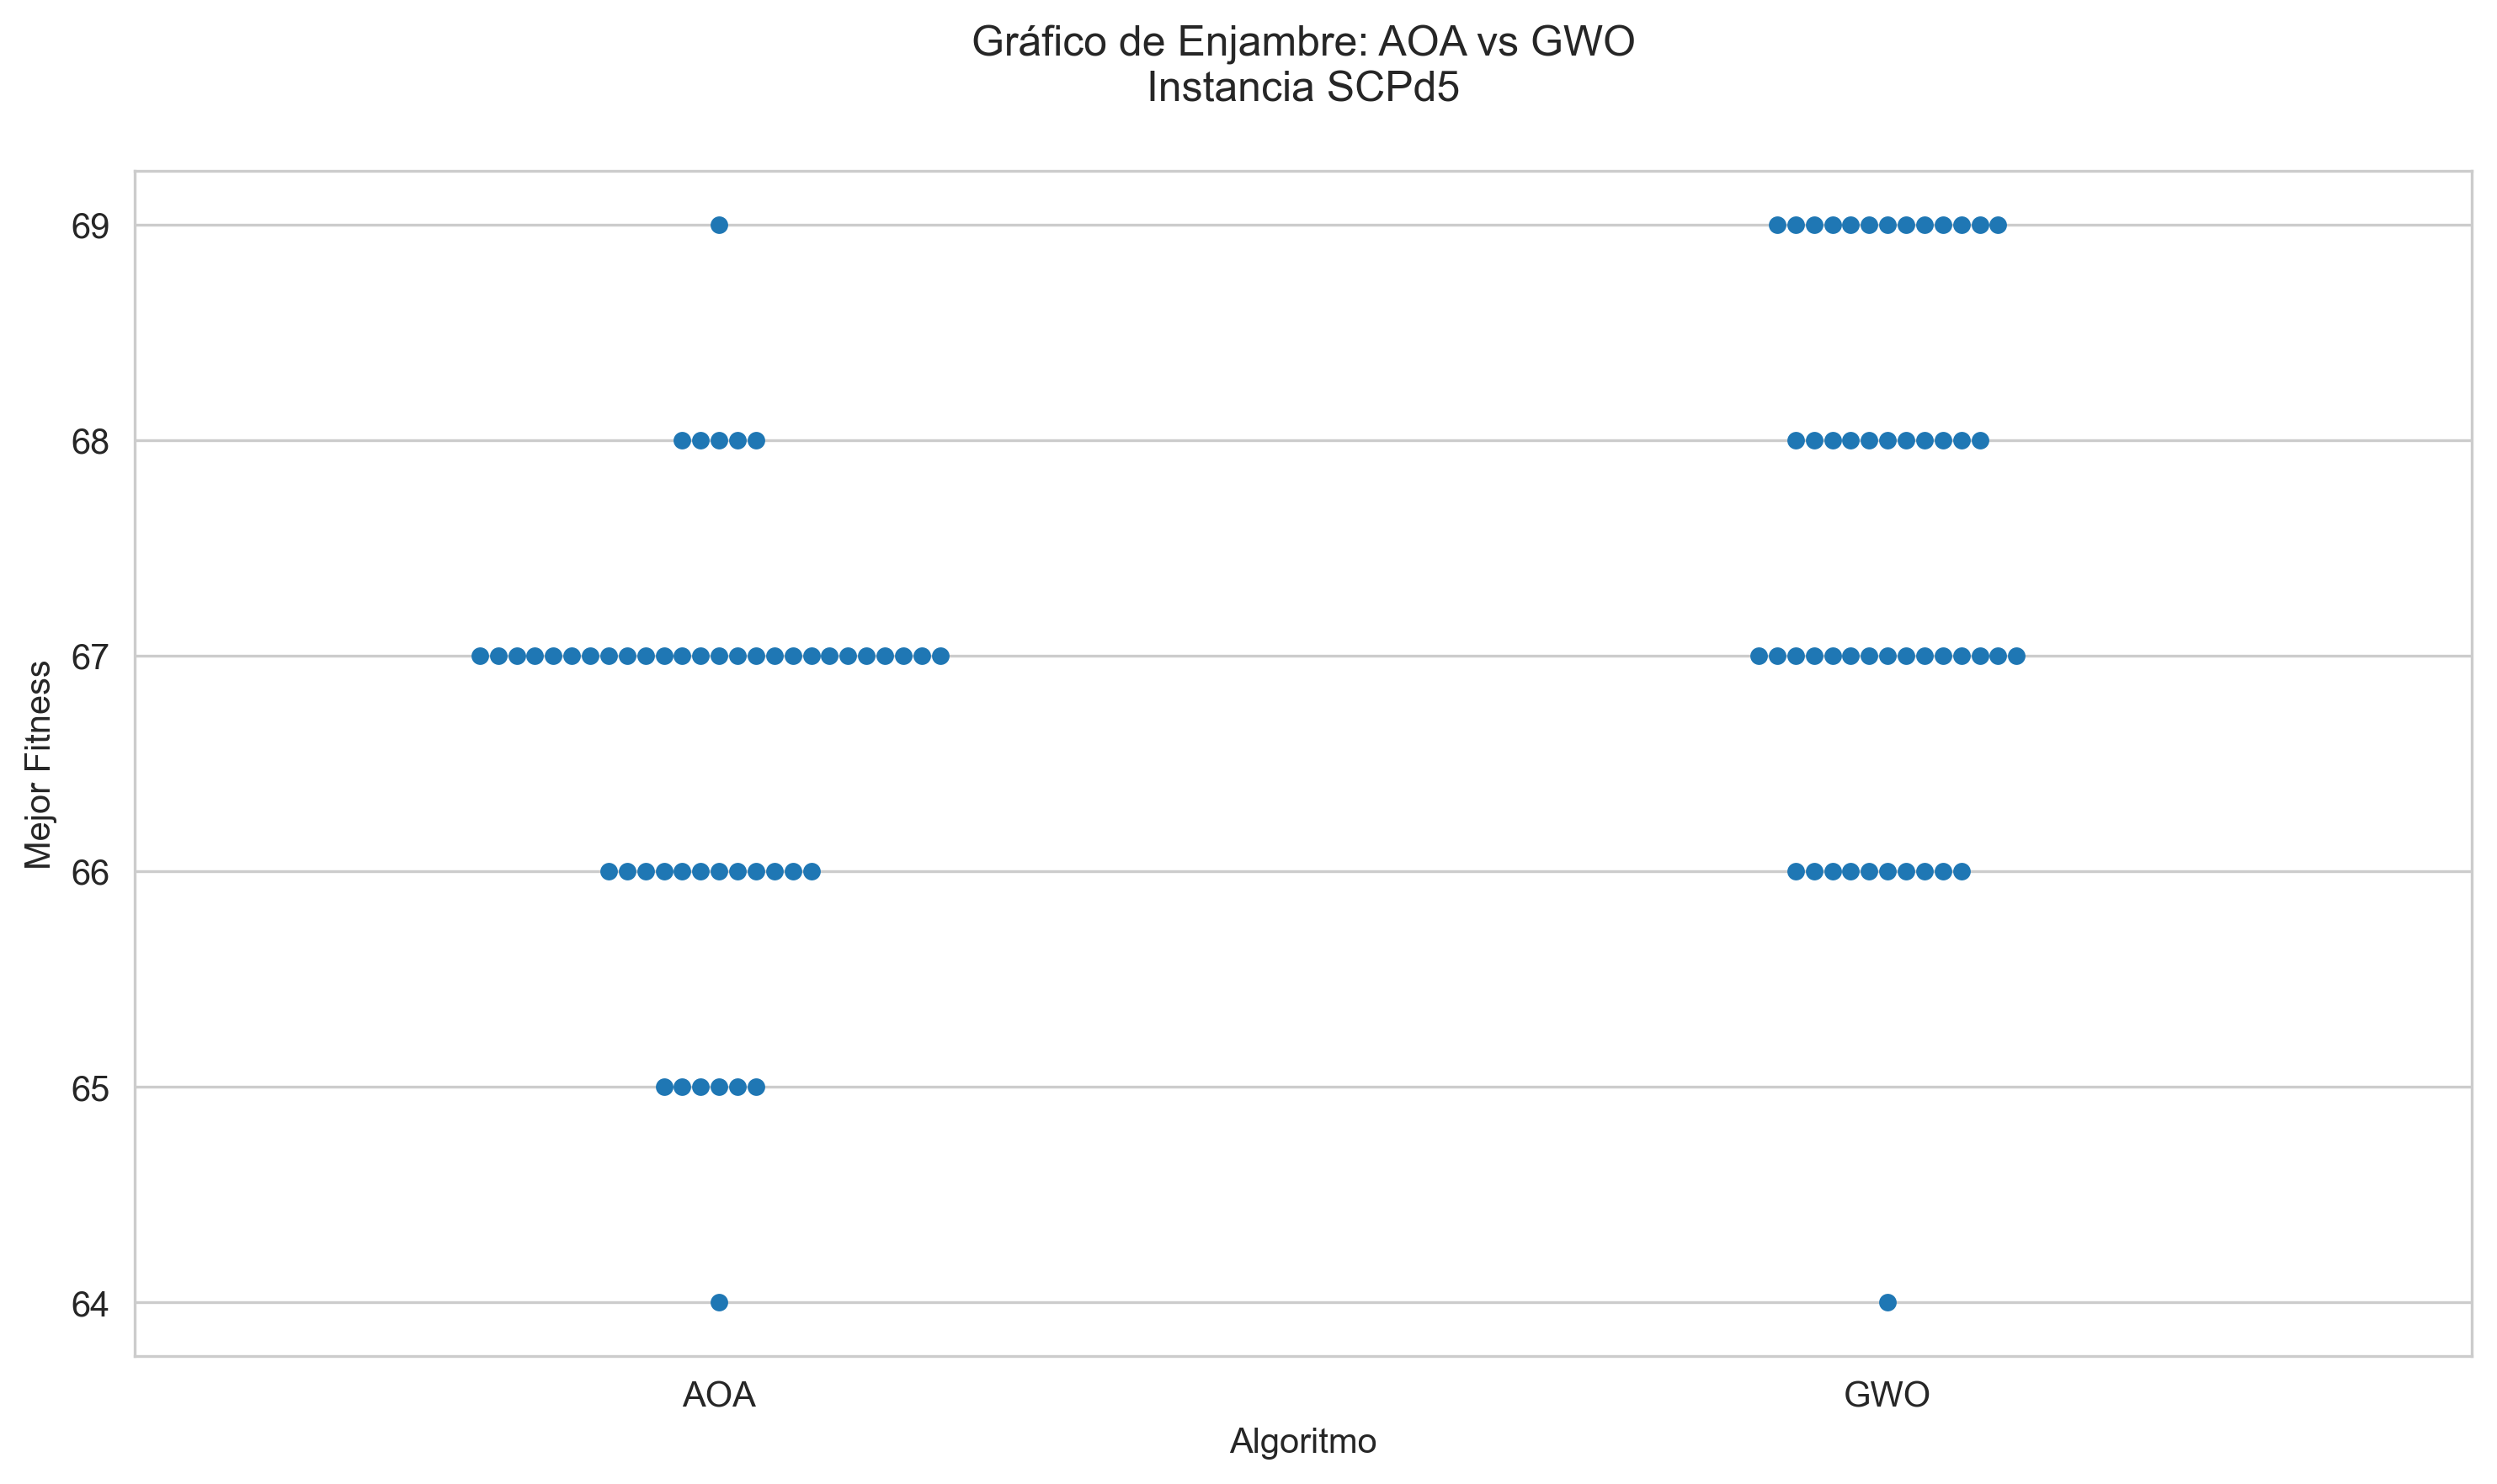 Gráfico de Enjambre: AOA vs GWO
Instancia SCPd5
Mejor Fitness
69
68
67
66
65
64
AOA
GWO
Algoritmo